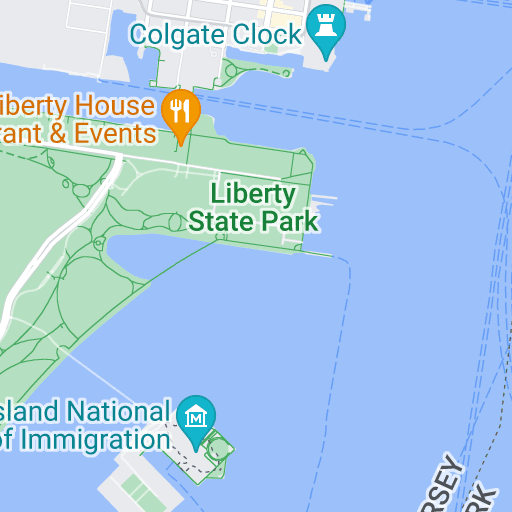 Colgate Clock
iberty House
rant & Events
Liberty
State Park
sland National
of Immigration
RSEY
RK